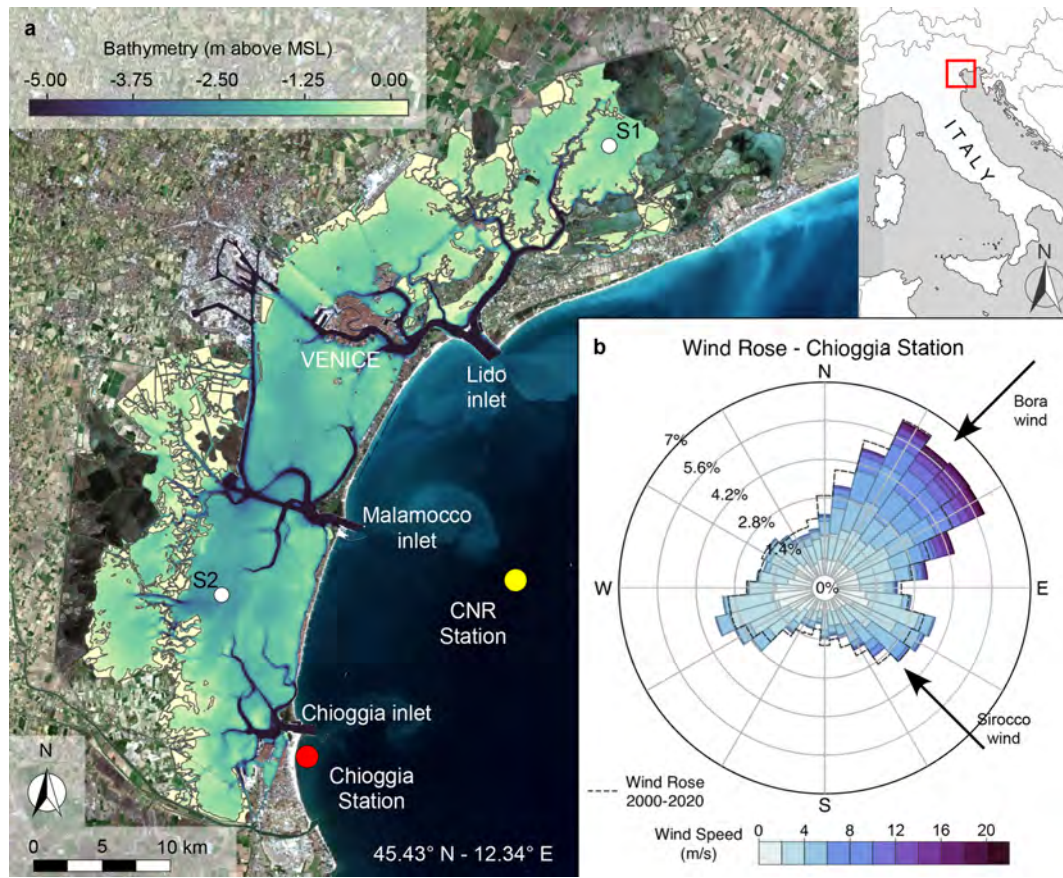 a
Bathymetry (m above MSL)
-5.00 -3.75 -2.50 -1.25 0.00
S1
VENICE
Lido
inlet
Malamocco
inlet
S2
CNR
Station
Chioggia inlet
Chioggia
Station
N
0 5 10 km
45.43° N - 12.34° E
ITALY
N
b Wind Rose - Chioggia Station
N
Bora
wind
7%
5.6%
4.2%
2.8%
1.4%
W 0% E
Sirocco
wind
S
Wind Rose
2000-2020
Wind Speed
(m/s)
0 4 8 12 16 20